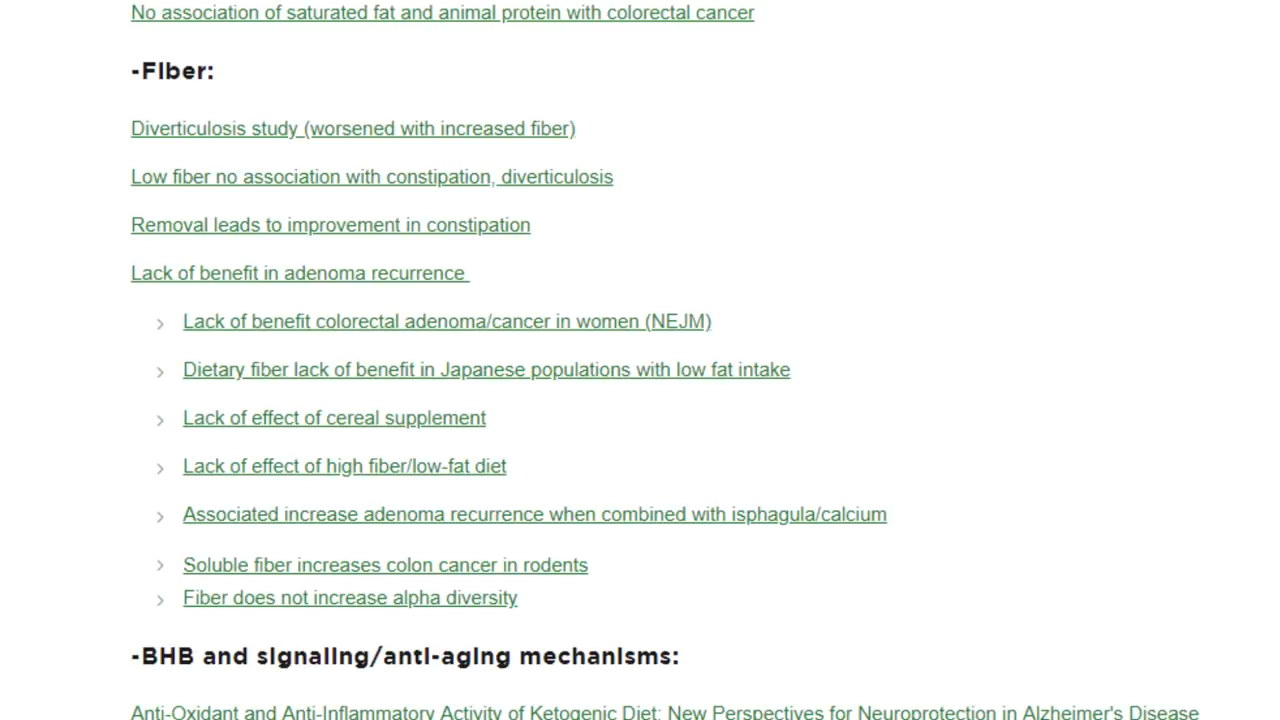 No association of saturated fat and animal protein with colorectal cancer
-Fiber:
Diverticulosis study (worsened with increased fiber)
Low fiber no association with constipation, diverticulosis
Removal leads to improvement in constipation
Lack of benefit in adenoma recurrence
Lack of benefit colorectal adenoma/cancer in women (NEJM)
Dietary fiber lack of benefit in Japanese populations with low fat intake
Lack of effect of cereal supplement
Lack of effect of high fiber/low-fat diet
Associated increase adenoma recurrence when combined with isphagula/calcium
Soluble fiber increases colon cancer in rodents
Fiber does not increase alpha diversity
-BHB and signaling/anti-aging mechanisms:
Anti-Oxidant and Anti-Inflammatory Activity of Ketogenic Diet: New Perspectives for Neuroprotection in Alzheimer's Disease